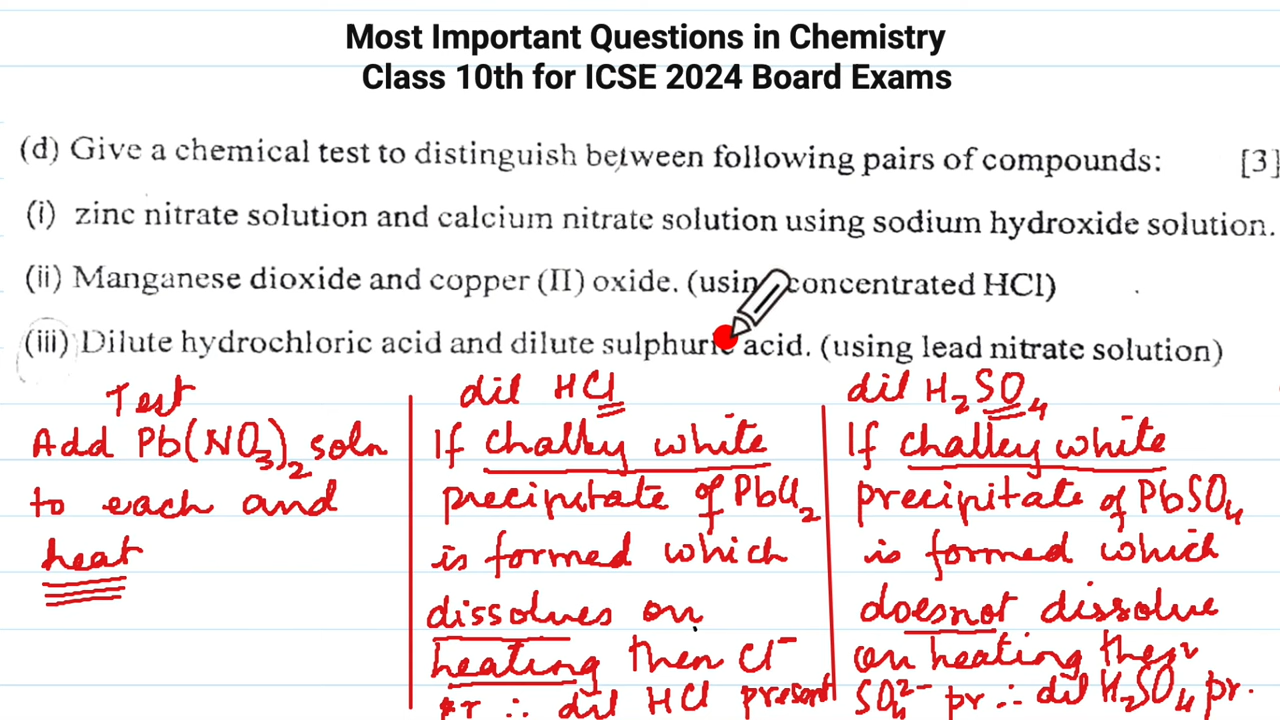 Most Important Questions in Chemistry
Class 10th for ICSE 2024 Board Exams
(d) Give a chemical test to distinguish between following pairs of compounds: [3]
(i) zinc nitrate solution and calcium nitrate solution using sodium hydroxide solution.
(ii) Manganese dioxide and copper (II) oxide. (usin concentrated HCl)
(iii) Dilute hydrochloric acid and dilute sulphuric acid. (using lead nitrate solution)
Test
Add Pb(NO₃)₂ soln
to each and
heat
dil HCl
If chalky white
precipitate of PbCl₂
is formed which
dissolves on
heating then Cl⁻
pr ∴ dil HCl present
dil H₂SO₄
If chalky white
precipitate of PbSO₄
is formed which
doesnot dissolve
on heating then
SO₄²⁻ pr ∴ dil H₂SO₄ pr.